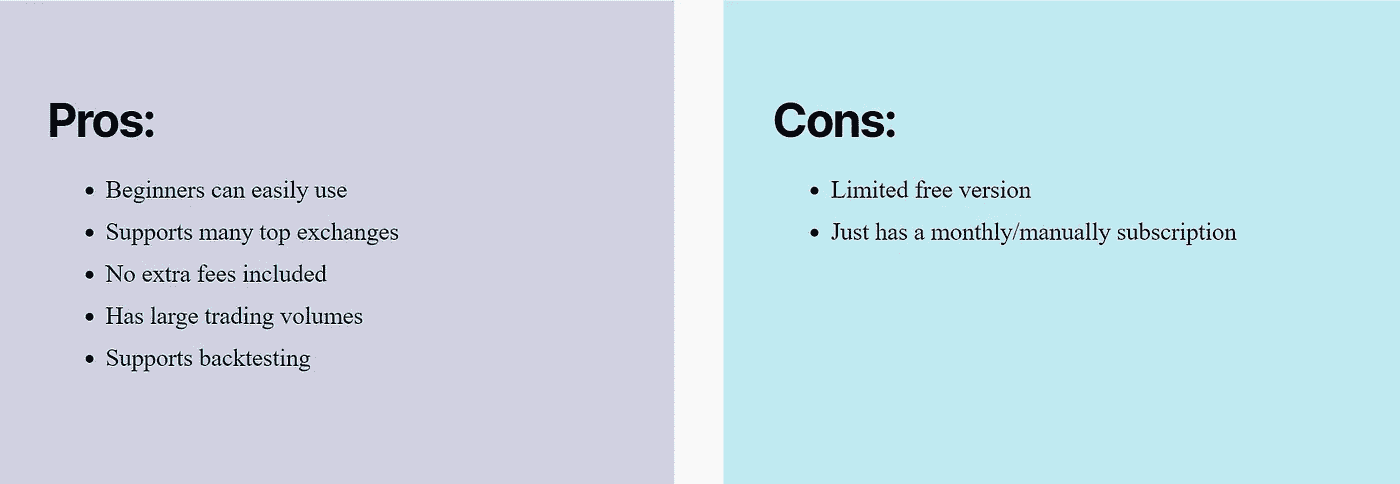 Pros:
Beginners can easily use
Supports many top exchanges
No extra fees included
Has large trading volumes
Supports backtesting
Cons:
Limited free version
Just has a monthly/manually subscription